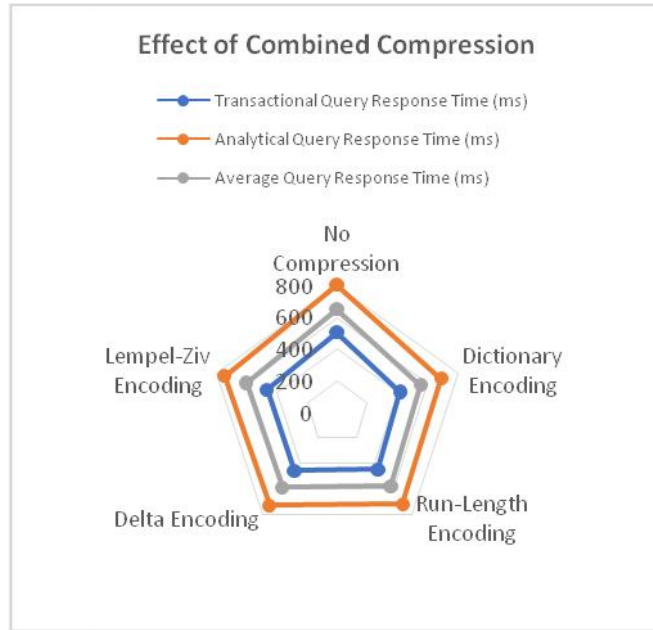 Effect of Combined Compression
Transactional Query Response Time (ms)
Analytical Query Response Time (ms)
Average Query Response Time (ms)
No
Compression
800
600
400
200
0
Dictionary
Encoding
Run-Length
Encoding
Delta Encoding
Lempel-Ziv
Encoding